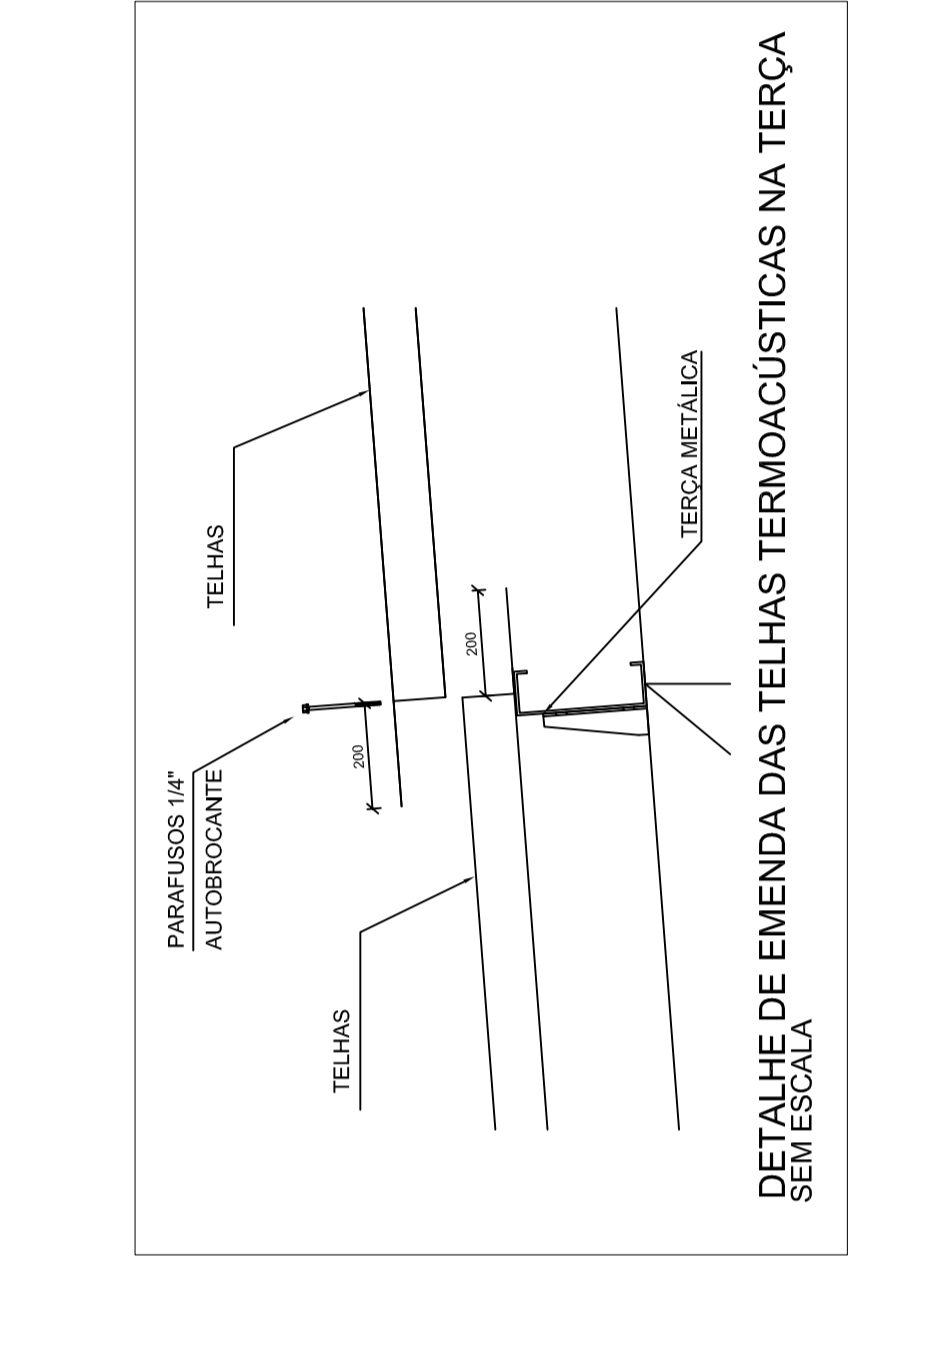 PARAFUSOS 1/4"
AUTOBROCANTE
TELHAS
TELHAS
200
200
TERÇA METÁLICA
DETALHE DE EMENDA DAS TELHAS TERMOACÚSTICAS NA TERÇA
SEM ESCALA